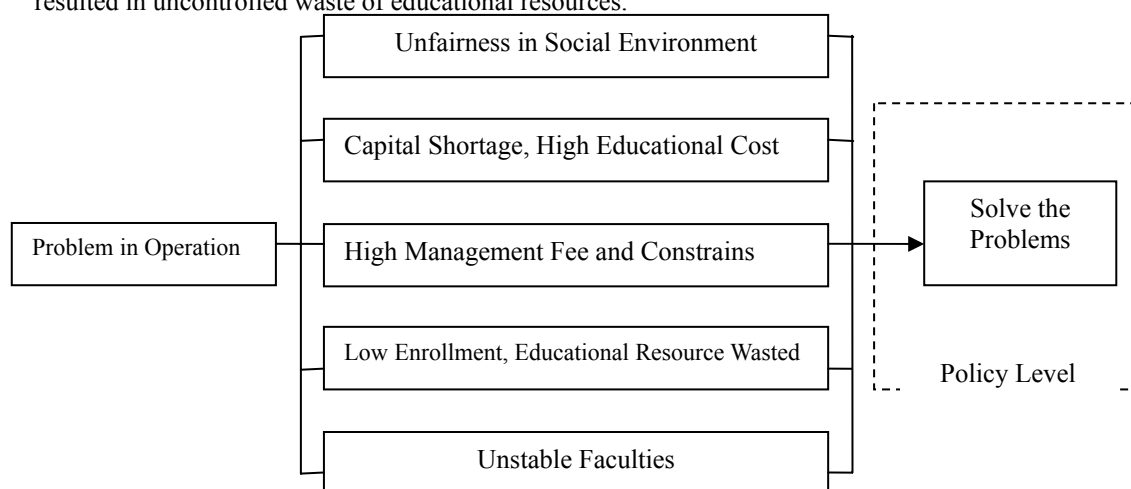 resulted in uncontrolled waste of educational resources.
Unfairness in Social Environment
Capital Shortage, High Educational Cost
Problem in Operation
High Management Fee and Constrains
Solve the
Problems
Low Enrollment, Educational Resource Wasted
Policy Level
Unstable Faculties